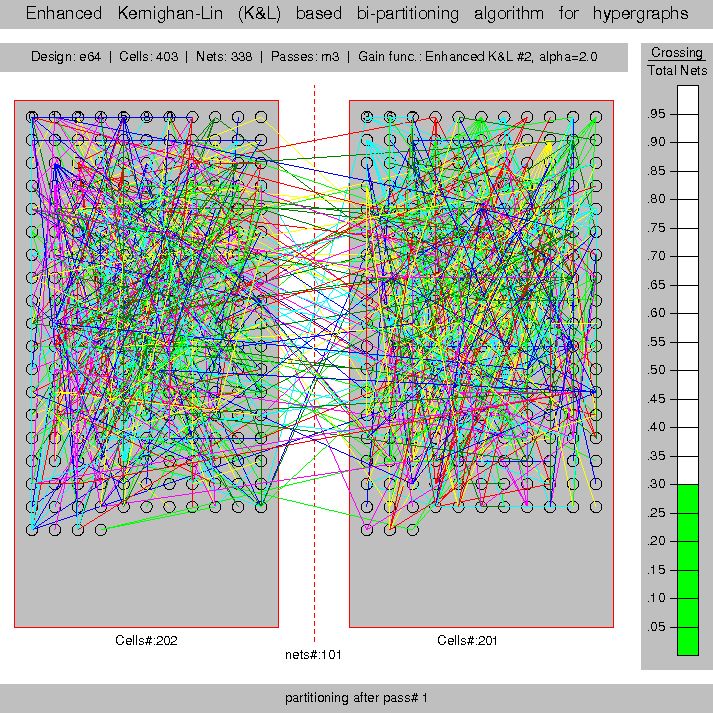 Enhanced Kernighan-Lin (K&L) based bi-partitioning algorithm for hypergraphs
Design: e64 | Cells: 403 | Nets: 338 | Passes: m3 | Gain func.: Enhanced K&L #2, alpha=2.0
Crossing
Total Nets
.95
.90
.85
.80
.75
.70
.65
.60
.55
.50
.45
.40
.35
.30
.25
.20
.15
.10
.05
Cells#:202
Cells#:201
nets#:101
partitioning after pass# 1